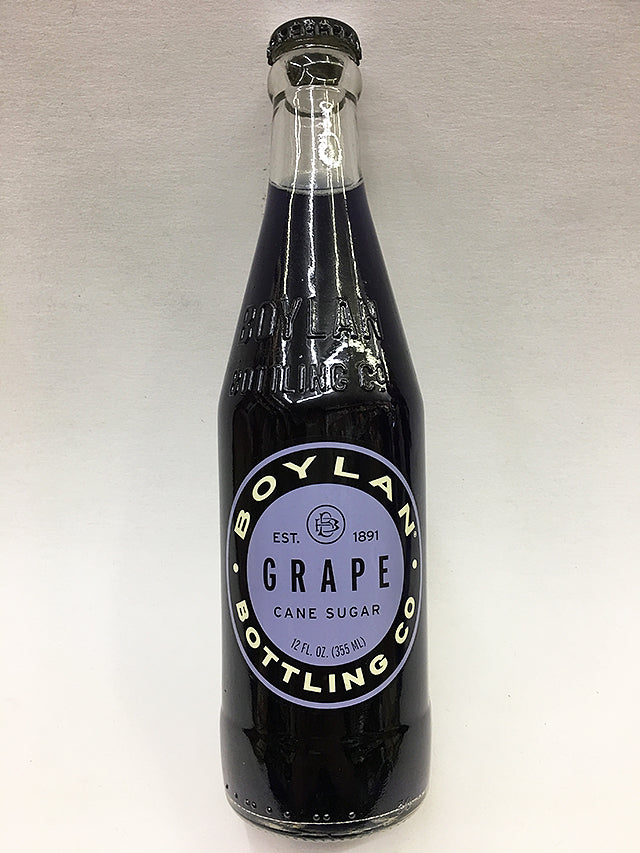 BOYLAN
BOTTLING CO
BOYLAN®
EST. 1891
GRAPE
CANE SUGAR
12 FL. OZ. (355 ML)
BOTTLING CO